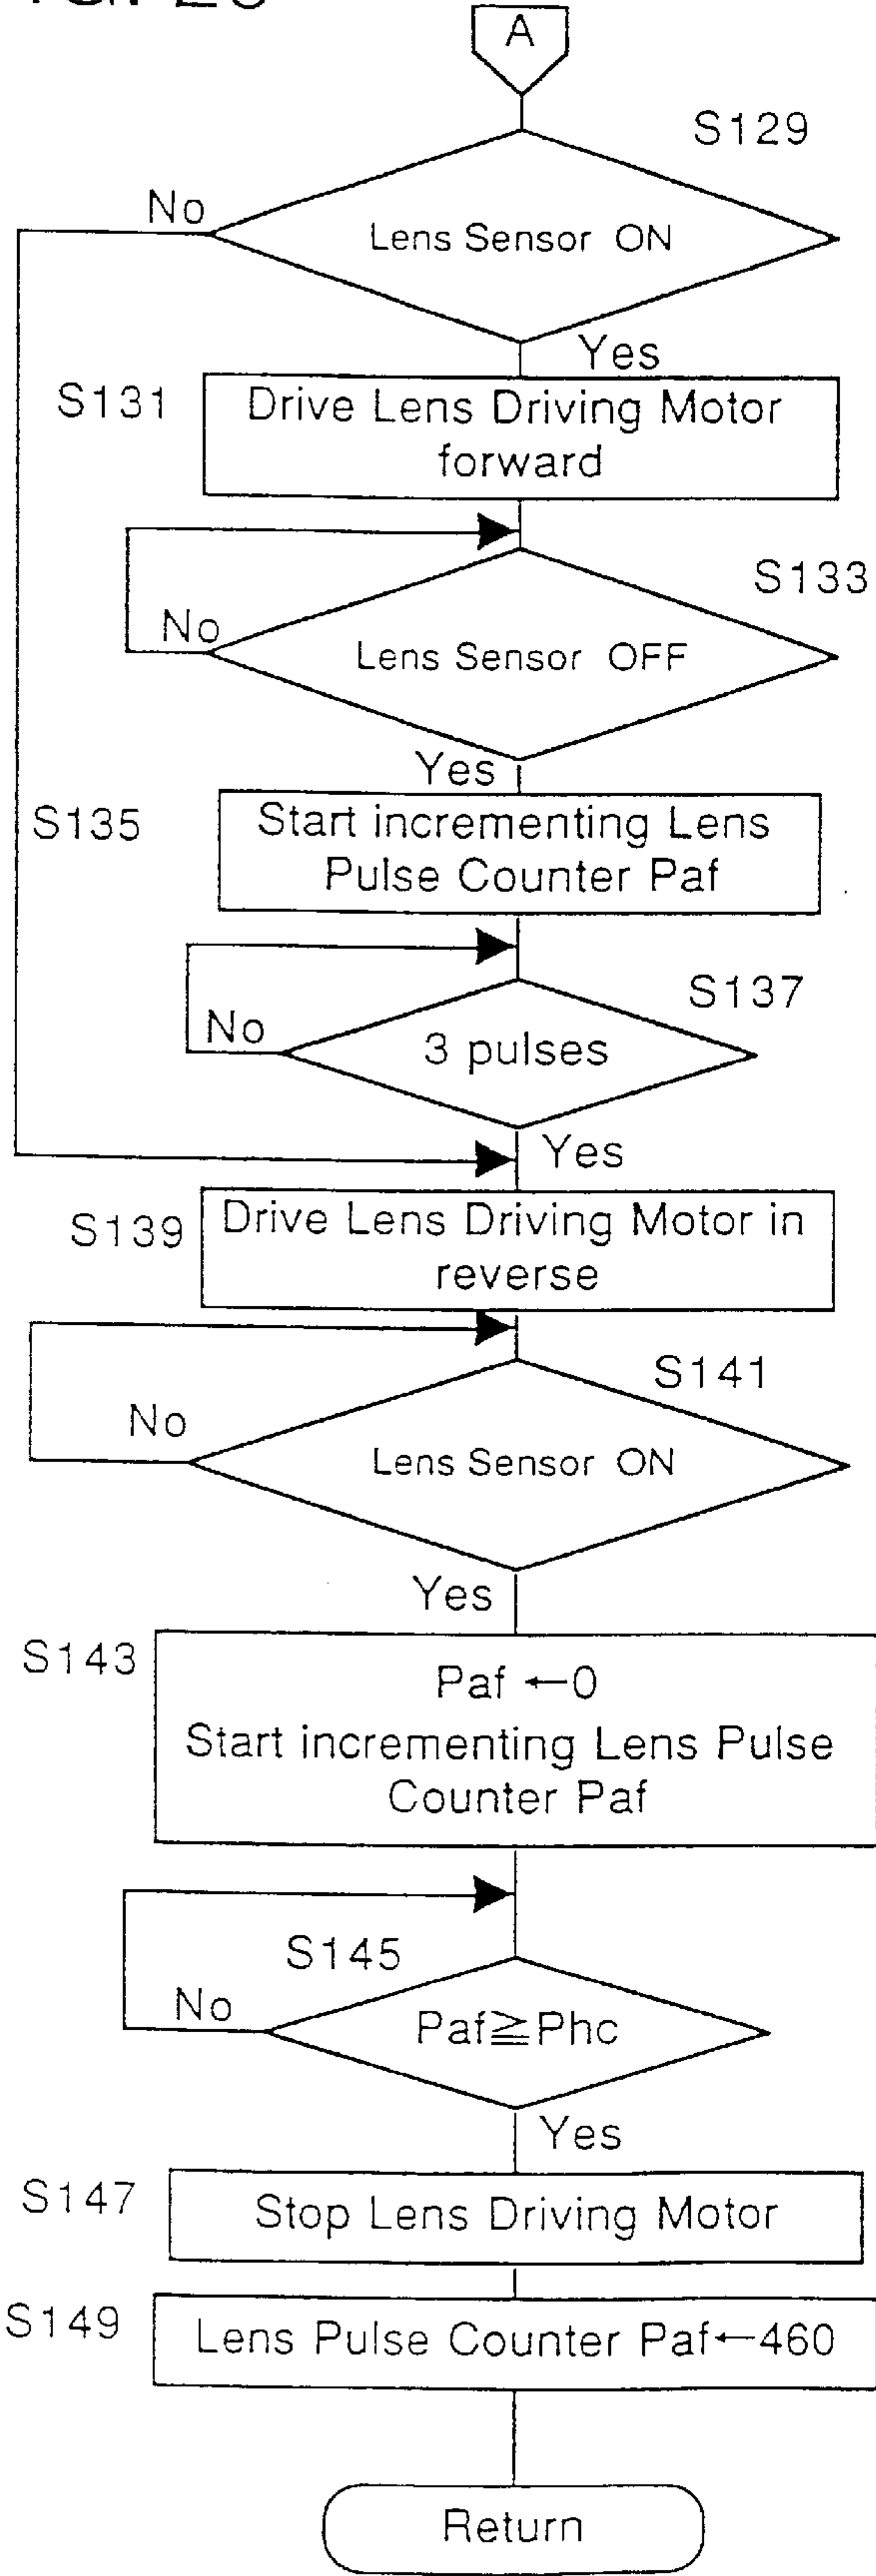 A
S129
No
Lens Sensor ON
Yes
S131
Drive Lens Driving Motor
forward
S133
No
Lens Sensor OFF
Yes
S135
Start incrementing Lens
Pulse Counter Paf
S137
No
3 pulses
Yes
S139
Drive Lens Driving Motor in
reverse
S141
No
Lens Sensor ON
Yes
S143
Paf ←0
Start incrementing Lens Pulse
Counter Paf
S145
No
Paf≧Phc
Yes
S147
Stop Lens Driving Motor
S149
Lens Pulse Counter Paf←460
Return